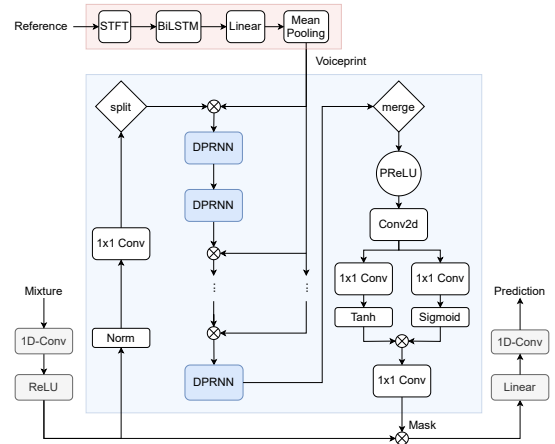 Reference
STFT
BiLSTM
Linear
Mean
Pooling
Voiceprint
split
merge
DPRNN
PReLU
DPRNN
Conv2d
1x1 Conv
1x1 Conv
1x1 Conv
Mixture
Prediction
...
...
Tanh
Sigmoid
1D-Conv
Norm
1D-Conv
ReLU
DPRNN
1x1 Conv
Linear
Mask